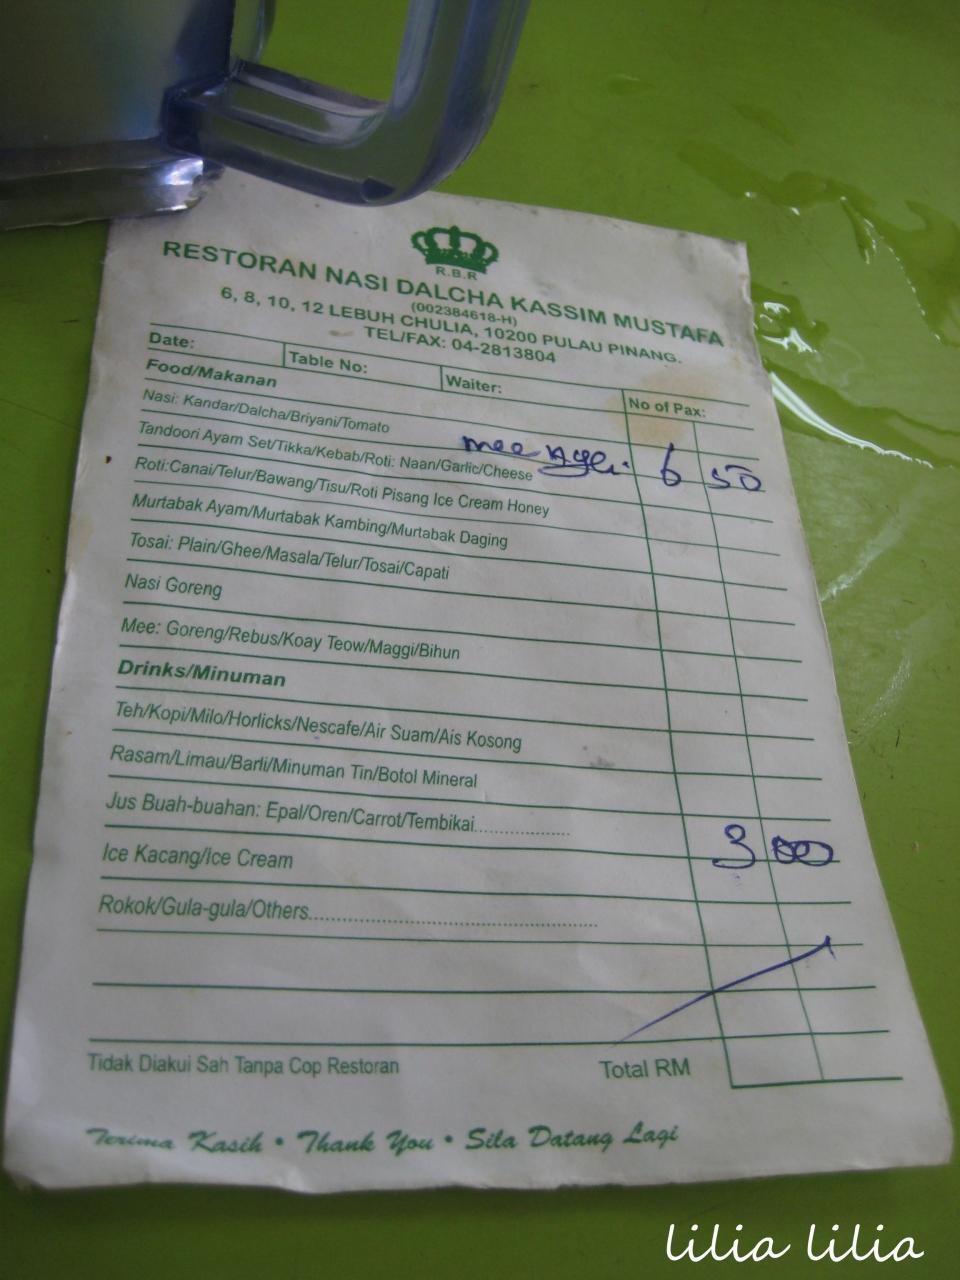 R.B.R
RESTORAN NASI DALCHA KASSIM MUSTAFA
(002384618-H)
6, 8, 10, 12 LEBUH CHULIA, 10200 PULAU PINANG.
TEL/FAX: 04-2813804
Date: Table No: Waiter: No of Pax:
Food/Makanan
Nasi: Kandar/Dalcha/Briyani/Tomato
mee 6 50
Tandoori Ayam Set/Tikka/Kebab/Roti: Naan/Garlic/Cheese
Roti:Canai/Telur/Bawang/Tisu/Roti Pisang Ice Cream Honey
Murtabak Ayam/Murtabak Kambing/Murtabak Daging
Tosai: Plain/Ghee/Masala/Telur/Tosai/Capati
Nasi Goreng
Mee: Goreng/Rebus/Koay Teow/Maggi/Bihun
Drinks/Minuman
Teh/Kopi/Milo/Horlicks/Nescafe/Air Suam/Ais Kosong
Rasam/Limau/Barli/Minuman Tin/Botol Mineral
Jus Buah-buahan: Epal/Oren/Carrot/Tembikai....................
3 00
Ice Kacang/Ice Cream
Rokok/Gula-gula/Others............................................................
Tidak Diakui Sah Tanpa Cop Restoran Total RM
Terima Kasih • Thank You • Sila Datang Lagi
lilia lilia